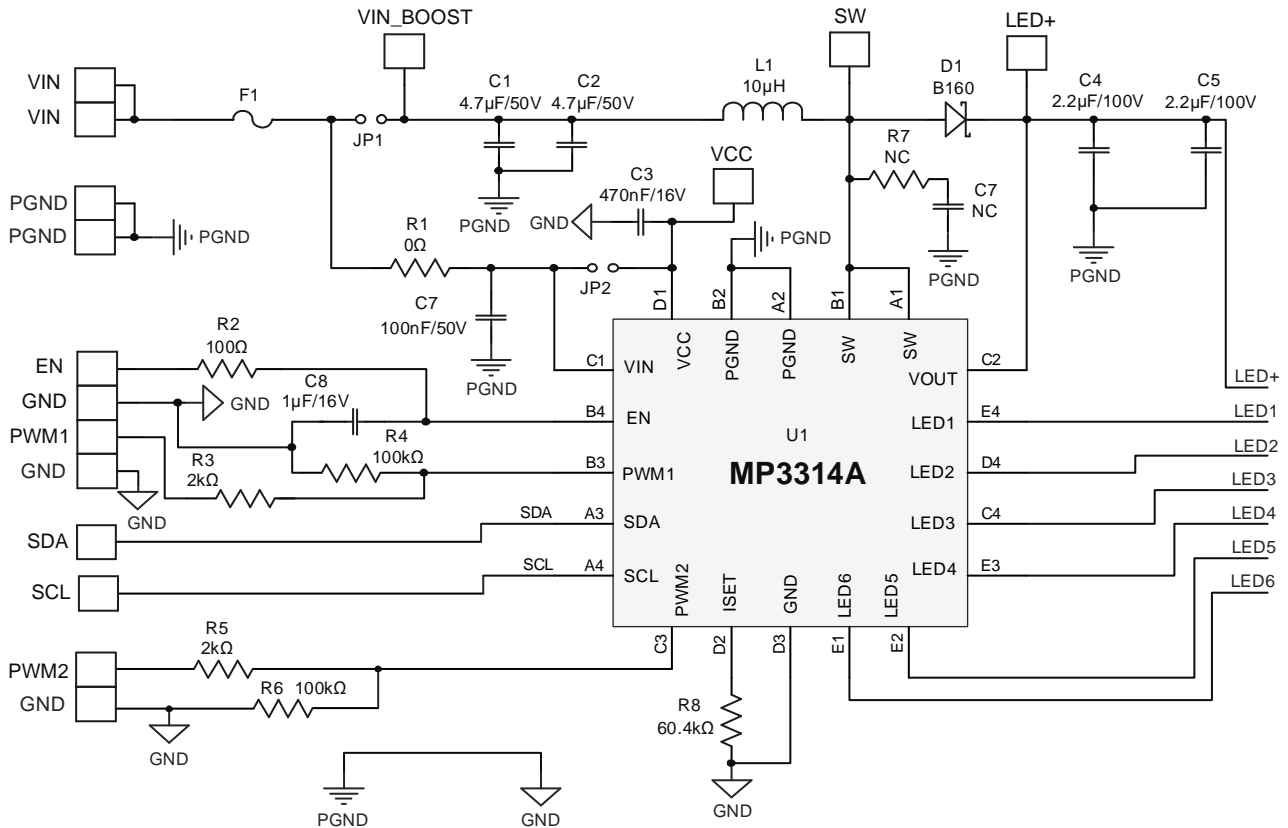 VIN_BOOST
SW
LED+
VIN
VIN
F1
JP1
C1
4.7µF/50V
C2
4.7µF/50V
L1
10µH
D1
B160
C4
2.2µF/100V
C5
2.2µF/100V
R7
NC
C7
NC
PGND
PGND
PGND
PGND
PGND
PGND
VCC
C3
470nF/16V
GND
PGND
R1
0Ω
JP2
C7
100nF/50V
PGND
D1
B2
A2
B1
A1
VCC
PGND
PGND
SW
SW
C1
VIN
VOUT
C2
LED+
R2
100Ω
EN
GND
PWM1
GND
GND
C8
1µF/16V
R4
100kΩ
R3
2kΩ
GND
B4
EN
LED1
E4
LED1
U1
MP3314A
B3
PWM1
LED2
D4
LED2
SDA
SDA
A3
SDA
LED3
C4
LED3
SCL
SCL
A4
SCL
LED4
E3
LED4
LED5
LED6
PWM2
ISET
GND
LED6
LED5
C3
D2
D3
E1
E2
PWM2
GND
R5
2kΩ
R6 100kΩ
GND
R8
60.4kΩ
GND
PGND
GND